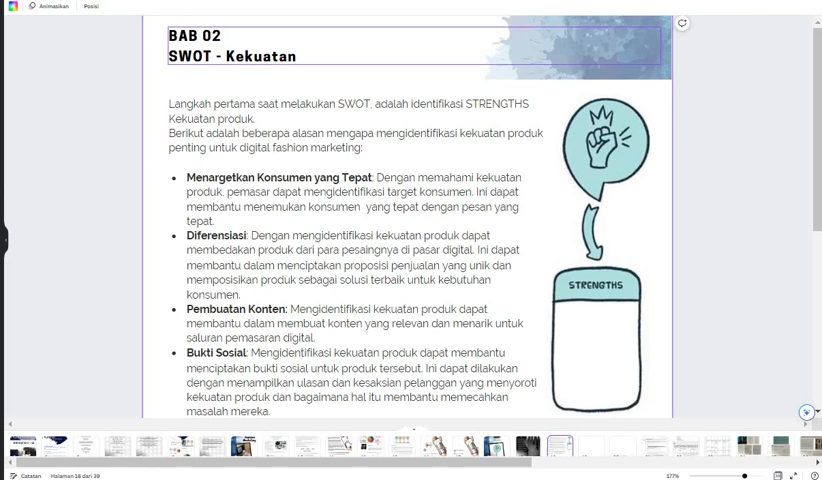 Animasikan Posisi
BAB 02
SWOT - Kekuatan
Langkah pertama saat melakukan SWOT, adalah identifikasi STRENGTHS
Kekuatan produk.
Berikut adalah beberapa alasan mengapa mengidentifikasi kekuatan produk
penting untuk digital fashion marketing:
Menargetkan Konsumen yang Tepat: Dengan memahami kekuatan
produk, pemasar dapat mengidentifikasi target konsumen. Ini dapat
membantu menemukan konsumen yang tepat dengan pesan yang
tepat.
Diferensiasi: Dengan mengidentifikasi kekuatan produk dapat
membedakan produk dari para pesaingnya di pasar digital. Ini dapat
membantu dalam menciptakan proposisi penjualan yang unik dan
memposisikan produk sebagai solusi terbaik untuk kebutuhan
konsumen.
Pembuatan Konten: Mengidentifikasi kekuatan produk dapat
membantu dalam membuat konten yang relevan dan menarik untuk
saluran pemasaran digital.
Bukti Sosial: Mengidentifikasi kekuatan produk dapat membantu
menciptakan bukti sosial untuk produk tersebut. Ini dapat dilakukan
dengan menampilkan ulasan dan kesaksian pelanggan yang menyoroti
kekuatan produk dan bagaimana hal itu membantu memecahkan
masalah mereka.
STRENGTHS
Catatan Halaman 18 dari 39
177%